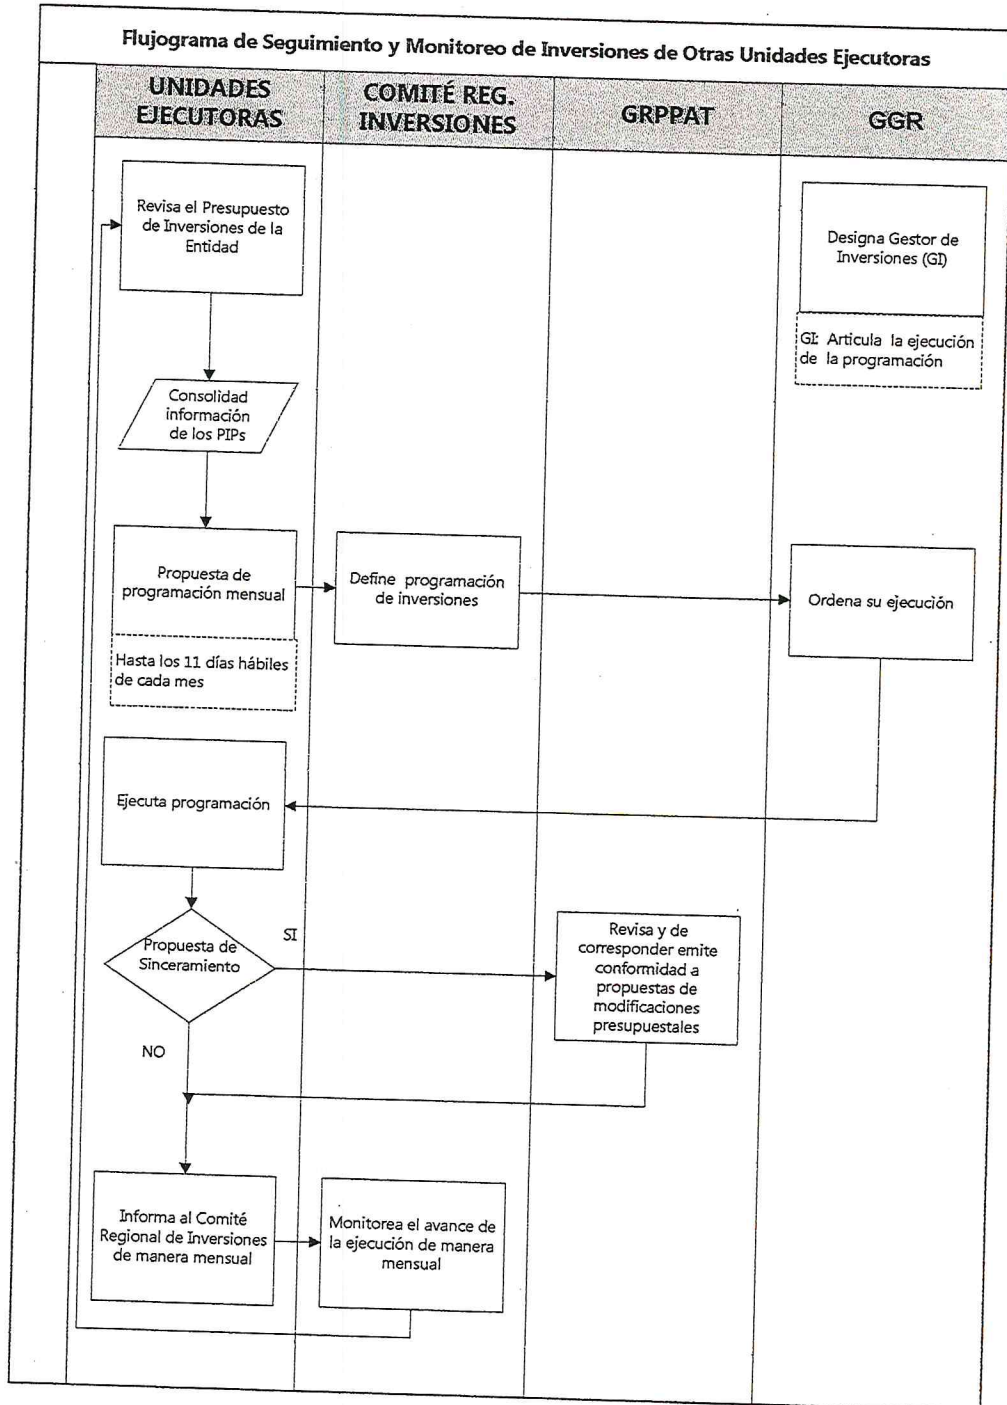 Flujograma de Seguimiento y Monitoreo de Inversiones de Otras Unidades Ejecutoras
UNIDADES
EJECUTORAS
COMITÉ REG.
INVERSIONES
GRPPAT
GGR
Revisa el Presupuesto
de Inversiones de la
Entidad
Designa Gestor de
Inversiones (GI)
GI: Articula la ejecución
de la programación
Consolidad
información
de los PIPs
Propuesta de
programación mensual
Hasta los 11 días hábiles
de cada mes
Define programación
de inversiones
Ordena su ejecución
Ejecuta programación
Propuesta de
Sinceramiento
SI
NO
Revisa y de
corresponder emite
conformidad a
propuestas de
modificaciones
presupuestales
Informa al Comité
Regional de Inversiones
de manera mensual
Monitorea el avance de
la ejecución de manera
mensual